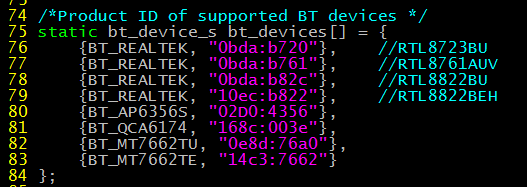 74 /*Product ID of supported BT devices */
75 static bt_device_s bt_devices[] = {
76     {BT_REALTEK, "0bda:b720"},    //RTL8723BU
77     {BT_REALTEK, "0bda:b761"},    //RTL8761AUV
78     {BT_REALTEK, "0bda:b82c"},    //RTL8822BU
79     {BT_REALTEK, "10ec:b822"},    //RTL8822BEH
80     {BT_AP6356S, "02D0:4356"},
81     {BT_QCA6174, "168c:003e"},
82     {BT_MT7662TU, "0e8d:76a0"},
83     {BT_MT7662TE, "14c3:7662"}
84 };